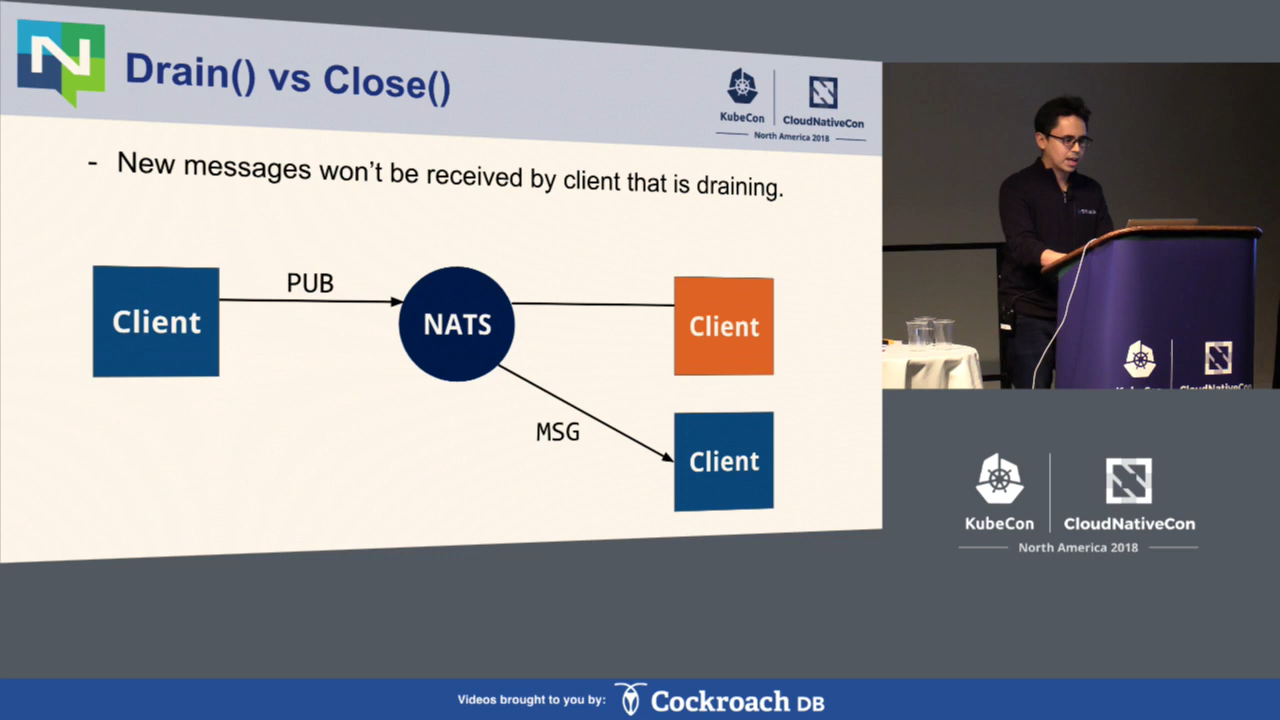 N
Drain() vs Close()
KubeCon
CloudNativeCon
North America 2018
- New messages won't be received by client that is draining.
PUB
Client
NATS
Client
MSG
Client
KubeCon
CloudNativeCon
North America 2018
Videos brought to you by:
Cockroach DB